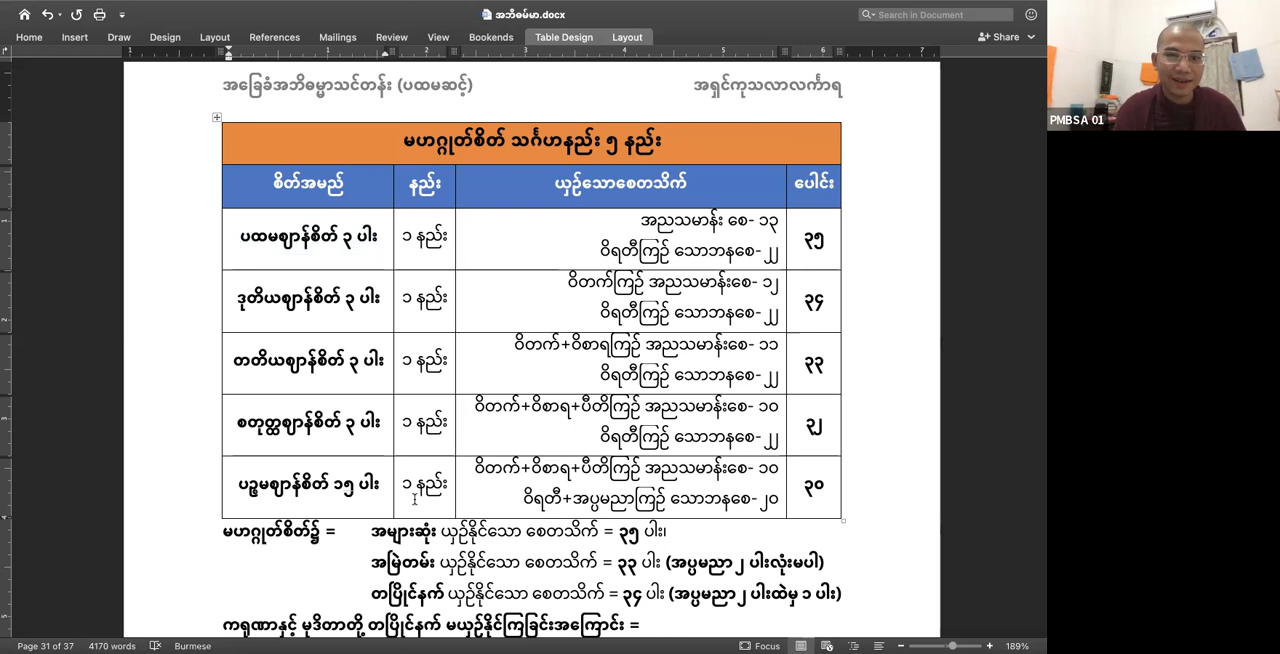 အဘိဓမ္မာ.docx
Search in Document
Home Insert Draw Design Layout References Mailings Review View Bookends Table Design Layout Share
1 1 2 3 4 5 6 7
PMBSA 01
အခြေခံအဘိဓမ္မာသင်တန်း (ပထမဆင့်) အရှင်ကုသလာလင်္ကာရ
မဟဂ္ဂုတ်စိတ် သင်္ဂဟနည်း ၅ နည်း
စိတ်အမည် နည်း ယှဉ်သောစေတသိက် ပေါင်း
ပထမဈာန်စိတ် ၃ ပါး ၁ နည်း အညသမာန်း စေ- ၁၃
ဝိရတီကြဉ် သောဘနစေ-၂၂ ၃၅
ဒုတိယဈာန်စိတ် ၃ ပါး ၁ နည်း ဝိတက်ကြဉ် အညသမာန်းစေ- ၁၂
ဝိရတီကြဉ် သောဘနစေ-၂၂ ၃၄
တတိယဈာန်စိတ် ၃ ပါး ၁ နည်း ဝိတက်+ဝိစာရကြဉ် အညသမာန်းစေ- ၁၁
ဝိရတီကြဉ် သောဘနစေ-၂၂ ၃၃
စတုတ္ထဈာန်စိတ် ၃ ပါး ၁ နည်း ဝိတက်+ဝိစာရ+ပီတိကြဉ် အညသမာန်းစေ- ၁၀
ဝိရတီကြဉ် သောဘနစေ-၂၂ ၃၂
ပဉ္စမဈာန်စိတ် ၁၅ ပါး ၁ နည်း ဝိတက်+ဝိစာရ+ပီတိကြဉ် အညသမာန်းစေ- ၁၀
ဝိရတီ+အပ္ပမညာကြဉ် သောဘနစေ-၂၀ ၃၀
မဟဂ္ဂုတ်စိတ်၌ = အများဆုံး ယှဉ်နိုင်သော စေတသိက် = ၃၅ ပါး၊
အမြဲတမ်း ယှဉ်နိုင်သော စေတသိက် = ၃၃ ပါး (အပ္ပမညာ၂ ပါးလုံးမပါ)
တပြိုင်နက် ယှဉ်နိုင်သော စေတသိက် = ၃၄ ပါး (အပ္ပမညာ၂ ပါးထဲမှ ၁ ပါး)
ကရုဏာနှင့် မုဒိတာတို့ တပြိုင်နက် မယှဉ်နိုင်ကြခြင်းအကြောင်း =
Page 31 of 37 4170 words Burmese Focus 189%